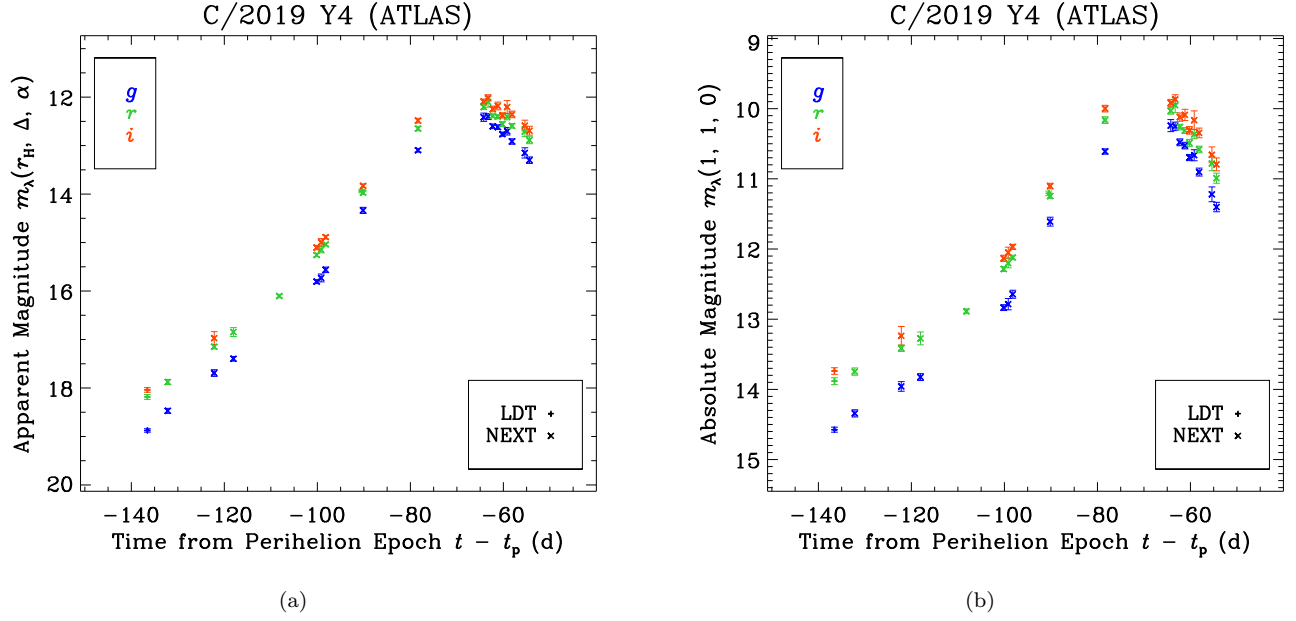 C/2019 Y4 (ATLAS)
Apparent Magnitude mλ(rH, Δ, α)
12
14
16
18
20
g
r
i
LDT +
NEXT ×
−140 −120 −100 −80 −60
Time from Perihelion Epoch t − tp (d)
(a)
C/2019 Y4 (ATLAS)
Absolute Magnitude mλ(1, 1, 0)
9
10
11
12
13
14
15
g
r
i
LDT +
NEXT ×
−140 −120 −100 −80 −60
Time from Perihelion Epoch t − tp (d)
(b)